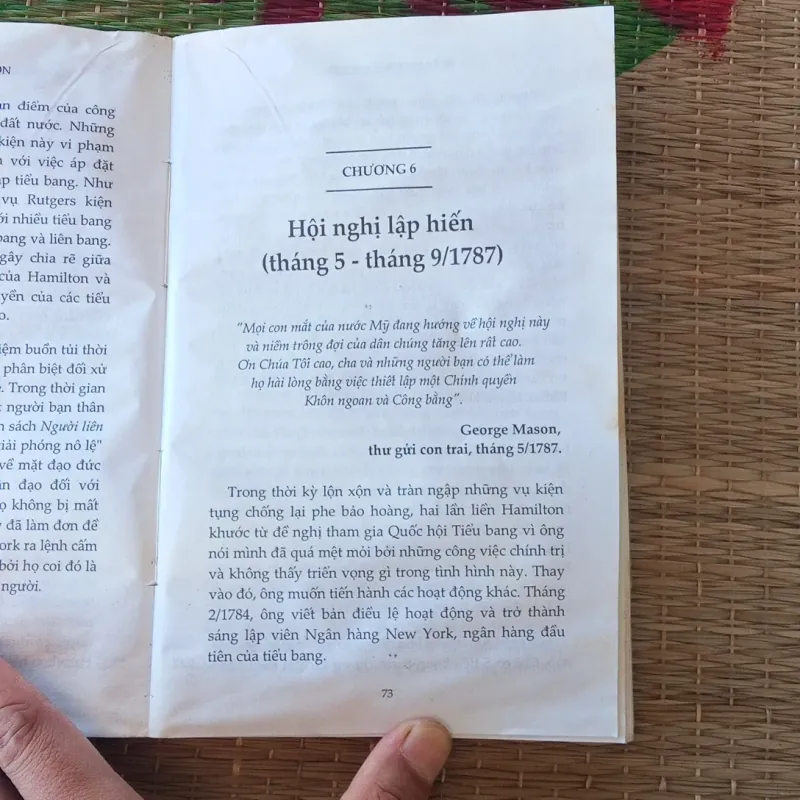 ÔN
điểm của công
đất nước. Những
kiện này vi phạm
với việc áp đặt
tiểu bang. Như
vụ Rutgers kiện
nhiều tiểu bang
bang và liên bang.
gây chia rẽ giữa
của Hamilton và
của các tiểu
buồn tủi thời
phân biệt đối xử
Trong thời gian
người bạn thân
sách Người liên
giải phóng nô lệ"
về mặt đạo đức
đạo đối với
không bị mất
đã làm đơn để
ra lệnh cấm
bởi họ coi đó là
người.
CHƯƠNG 6
Hội nghị lập hiến
(tháng 5 - tháng 9/1787)
"Mọi con mắt của nước Mỹ đang hướng về hội nghị này
và niềm trông đợi của dân chúng tăng lên rất cao.
Ơn Chúa Tối cao, cha và những người bạn có thể làm
họ hài lòng bằng việc thiết lập một Chính quyền
Khôn ngoan và Công bằng".
George Mason,
thư gửi con trai, tháng 5/1787.
Trong thời kỳ lộn xộn và tràn ngập những vụ kiện
tụng chống lại phe bảo hoàng, hai lần liền Hamilton
khước từ đề nghị tham gia Quốc hội Tiểu bang vì ông
nói mình đã quá mệt mỏi bởi những công việc chính trị
và không thấy triển vọng gì trong tình hình này. Thay
vào đó, ông muốn tiến hành các hoạt động khác. Tháng
2/1784, ông viết bản điều lệ hoạt động và trở thành
sáng lập viên Ngân hàng New York, ngân hàng đầu
tiên của tiểu bang.
73